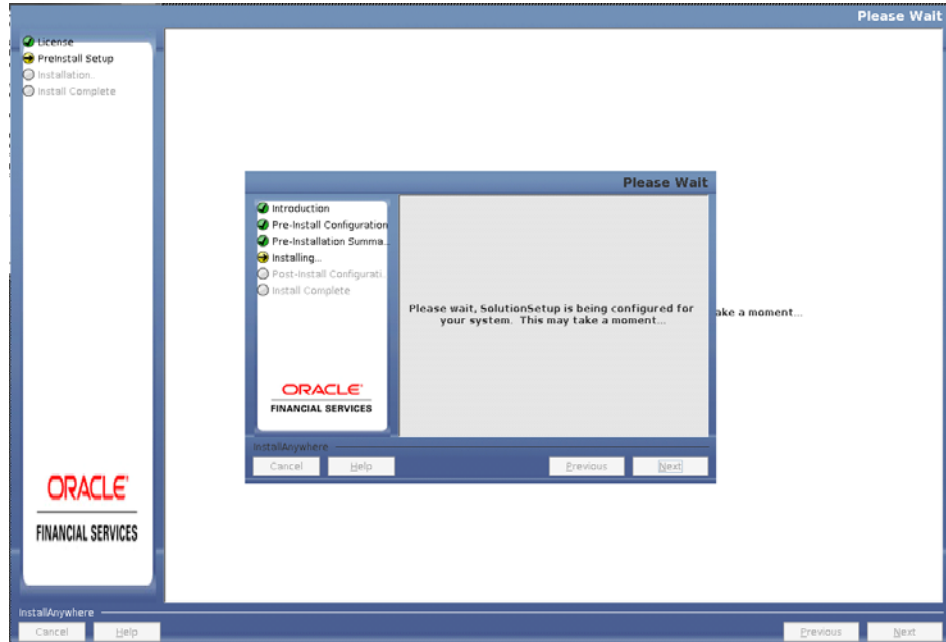 Please Wait
License
PreInstall Setup
Installation..
Install Complete
Please Wait
Introduction
Pre-Install Configuration
Pre-Installation Summa..
Installing...
Post-Install Configurati..
Install Complete
Please wait, SolutionSetup is being configured for
your system. This may take a moment...
ake a moment...
ORACLE
FINANCIAL SERVICES
InstallAnywhere
Cancel
Help
Previous
Next
ORACLE
FINANCIAL SERVICES
InstallAnywhere
Cancel
Help
Previous
Next